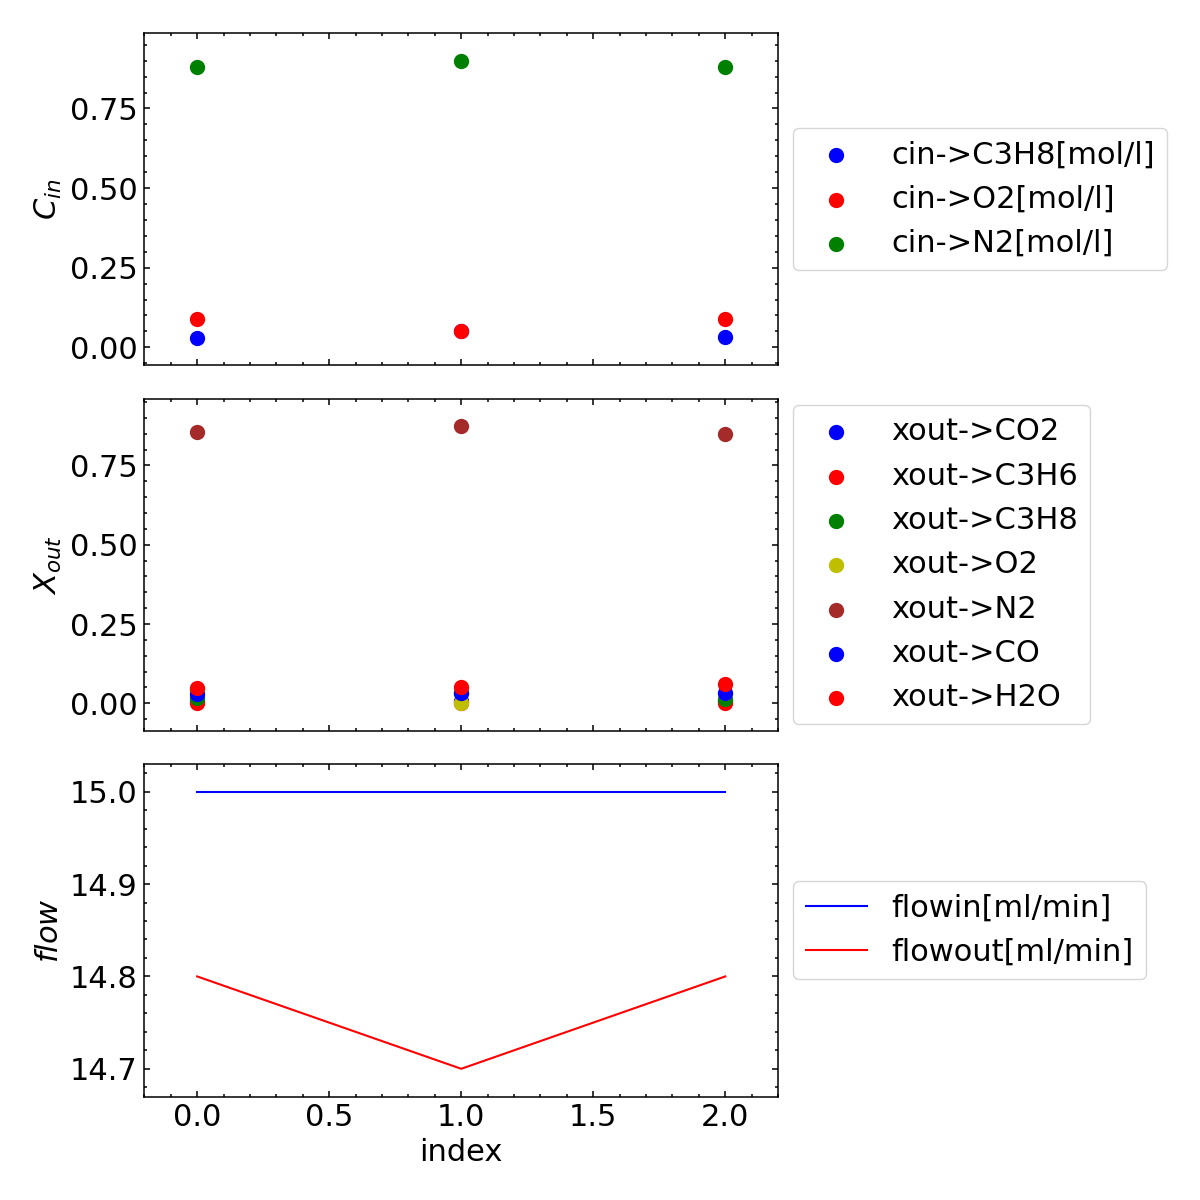 0.75
0.50
0.25
0.00
C_in
cin->C3H8[mol/l]
cin->O2[mol/l]
cin->N2[mol/l]
0.75
0.50
0.25
0.00
X_out
xout->CO2
xout->C3H6
xout->C3H8
xout->O2
xout->N2
xout->CO
xout->H2O
15.0
14.9
14.8
14.7
flow
flowin[ml/min]
flowout[ml/min]
0.0 0.5 1.0 1.5 2.0
index